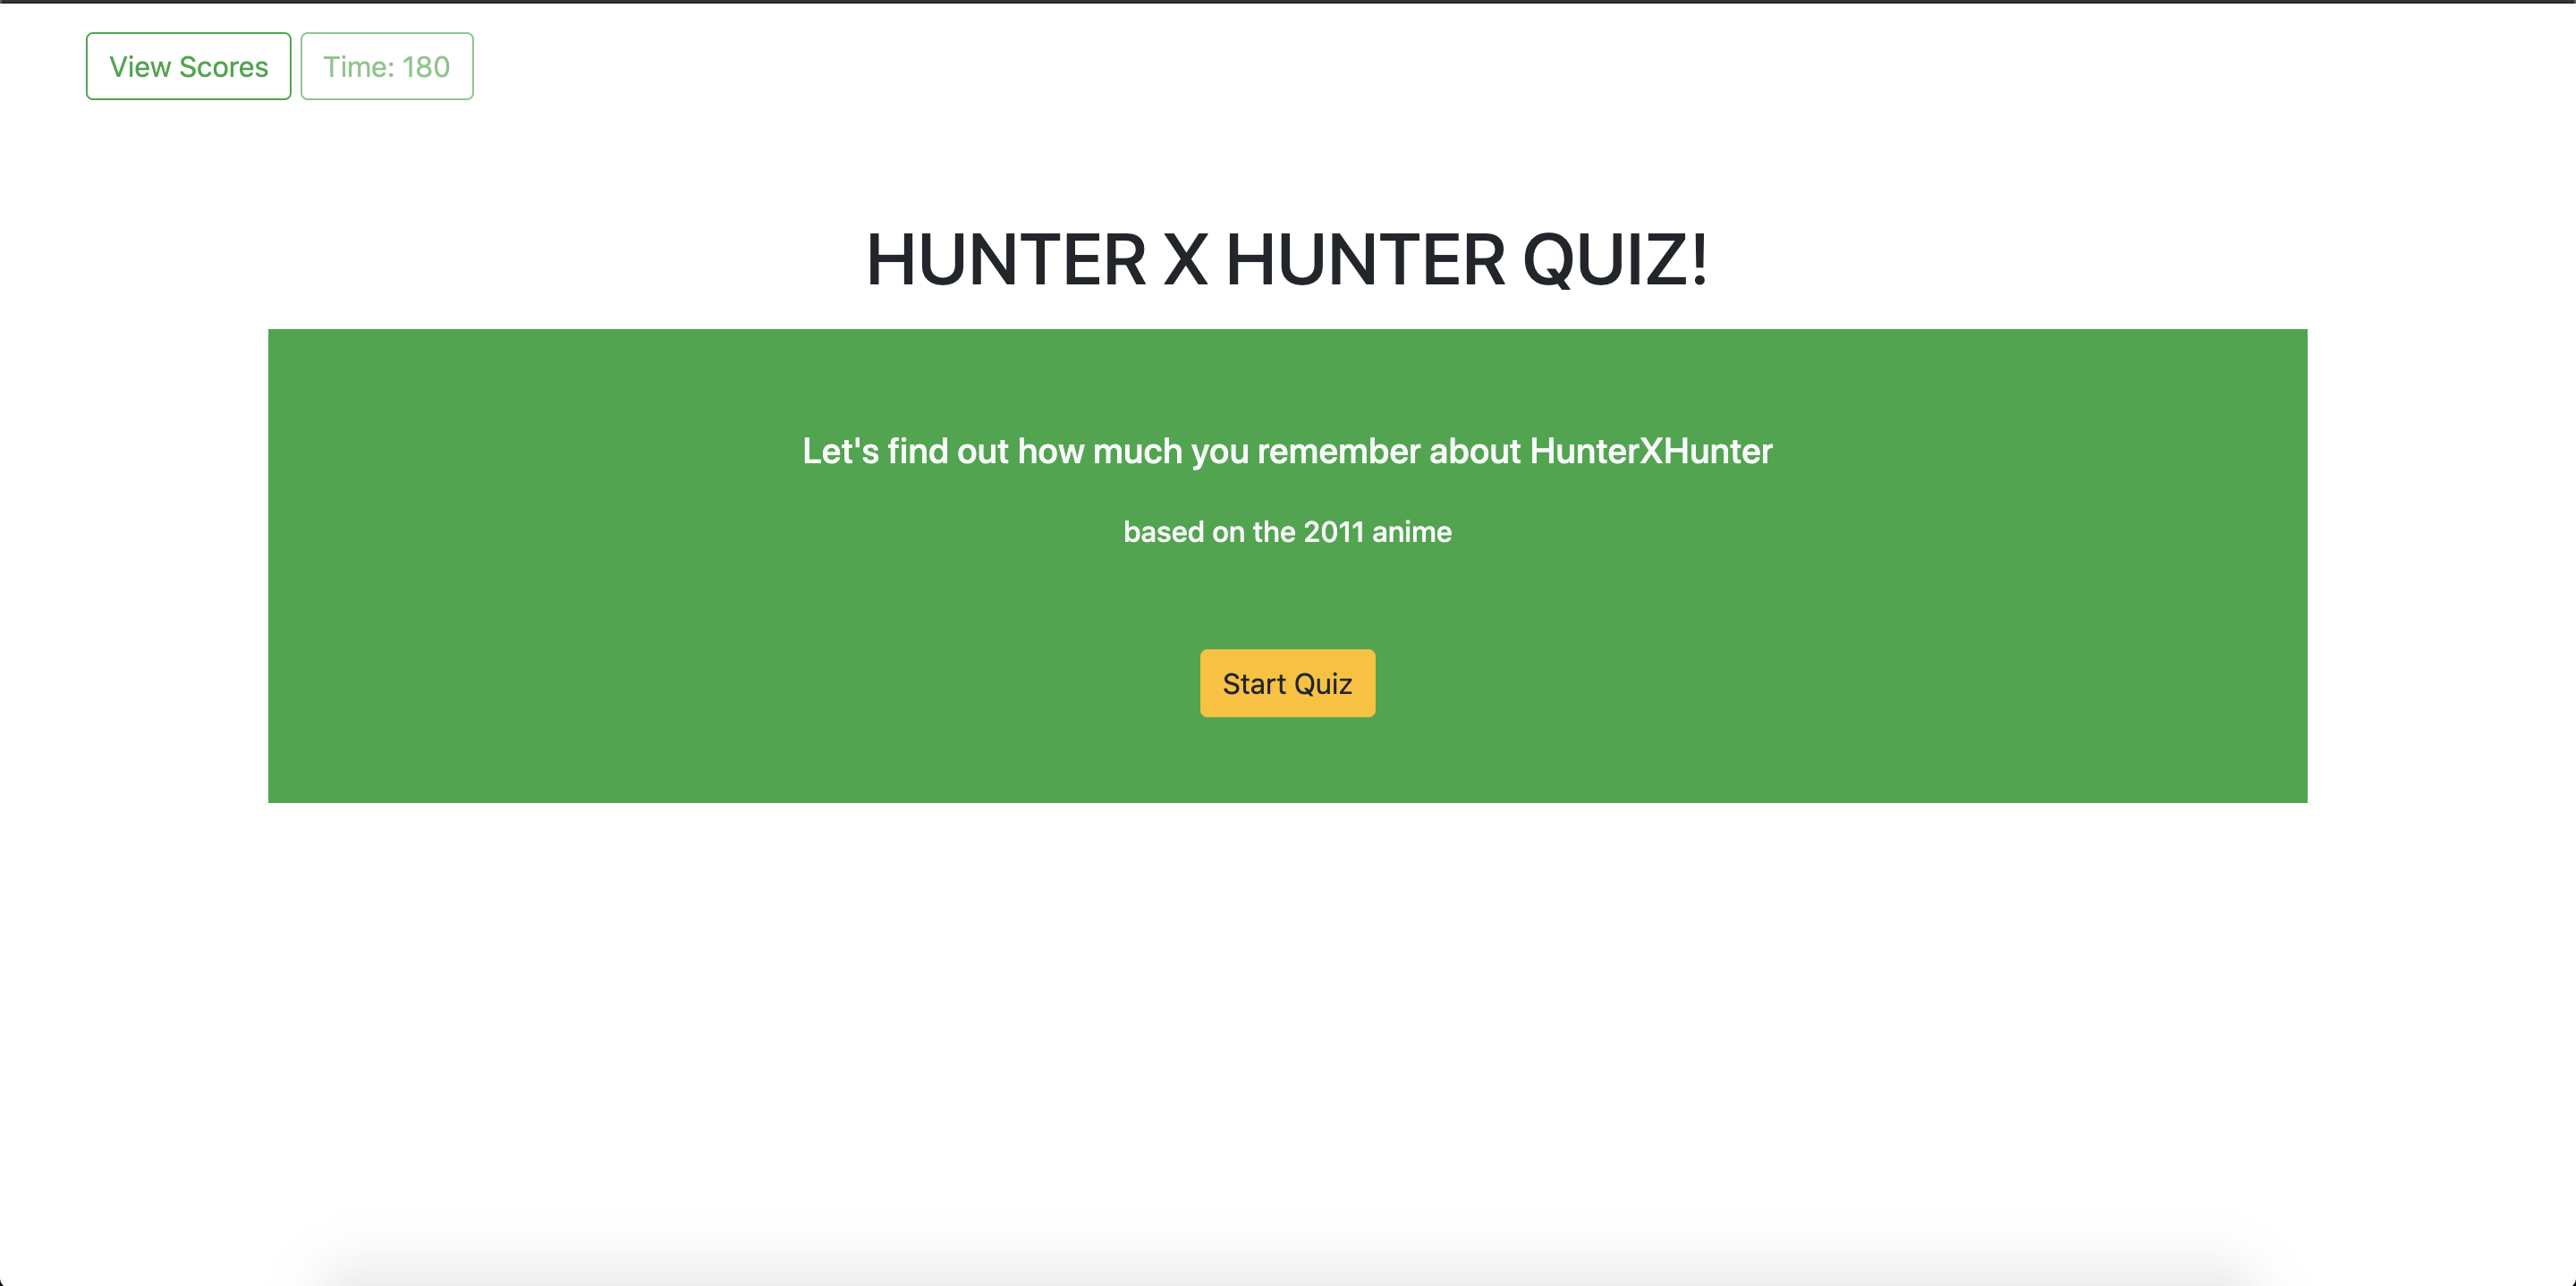 View Scores
Time: 180
HUNTER X HUNTER QUIZ!
Let's find out how much you remember about HunterXHunter
based on the 2011 anime
Start Quiz